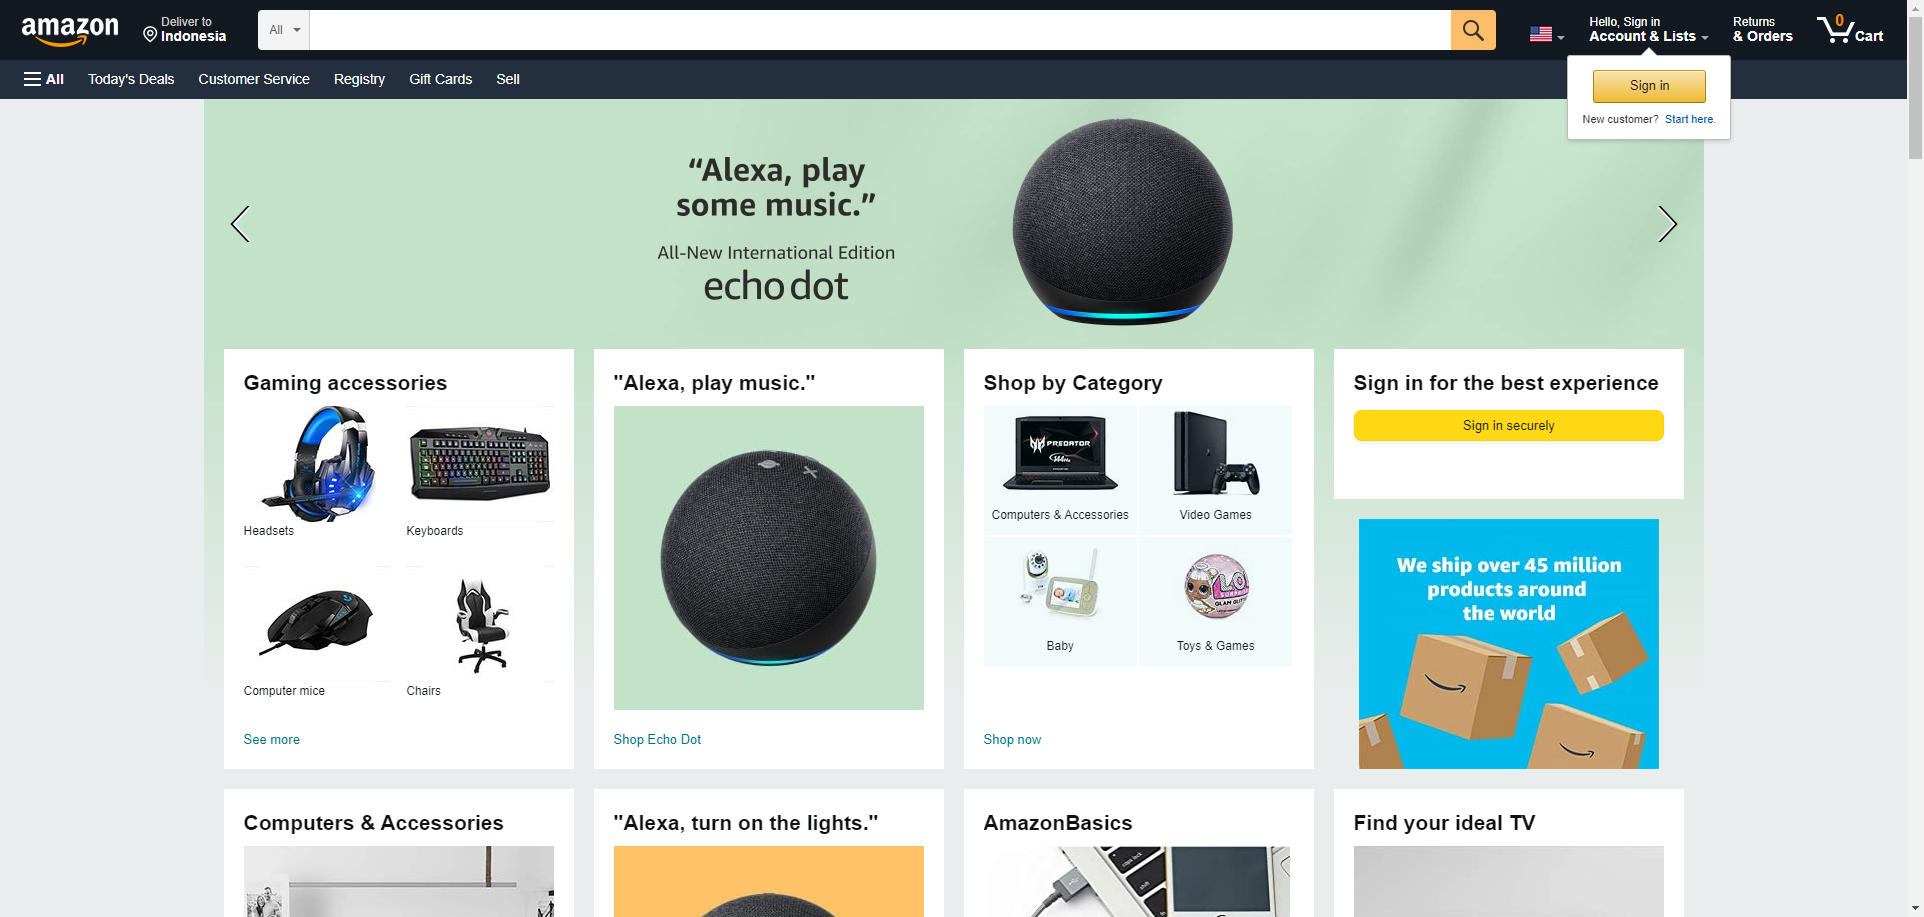 amazon
Deliver to
Indonesia
All
Hello, Sign in
Account & Lists
Returns
& Orders
0
Cart
All
Today's Deals
Customer Service
Registry
Gift Cards
Sell
Sign in
New customer? Start here.
“Alexa, play
some music.”
All-New International Edition
echo dot
Gaming accessories
Headsets
Keyboards
Computer mice
Chairs
See more
"Alexa, play music."
Shop Echo Dot
Shop by Category
PREDATOR
Computers & Accessories
Video Games
L.O.L.
SURPRISE
Baby
Toys & Games
Shop now
Sign in for the best experience
Sign in securely
We ship over 45 million
products around
the world
Computers & Accessories
"Alexa, turn on the lights."
AmazonBasics
caps lock
shift
Find your ideal TV